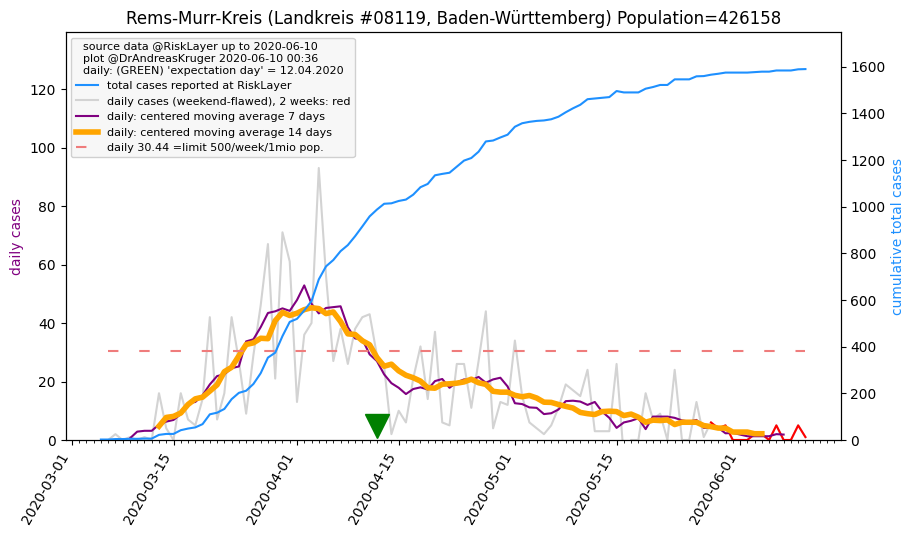 Rems-Murr-Kreis (Landkreis #08119, Baden-Württemberg) Population=426158
source data @RiskLayer up to 2020-06-10
plot @DrAndreasKruger 2020-06-10 00:36
daily: (GREEN) 'expectation day' = 12.04.2020
total cases reported at RiskLayer
daily cases (weekend-flawed), 2 weeks: red
daily: centered moving average 7 days
daily: centered moving average 14 days
daily 30.44 =limit 500/week/1mio pop.
daily cases
120
100
80
60
40
20
0
cumulative total cases
1600
1400
1200
1000
800
600
400
200
0
2020-03-01
2020-03-15
2020-04-01
2020-04-15
2020-05-01
2020-05-15
2020-06-01